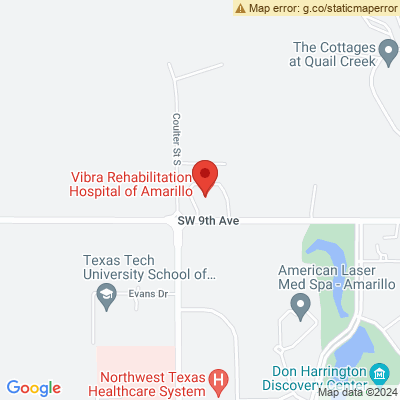 Map error: g.co/staticmaperror
The Cottages
at Quail Creek
Coulter St S
Vibra Rehabilitation
Hospital of Amarillo
SW 9th Ave
Texas Tech
University School of...
Evans Dr
American Laser
Med Spa - Amarillo
Northwest Texas
Healthcare System
H
Don Harrington
Discovery Center
Google
Map data ©2024